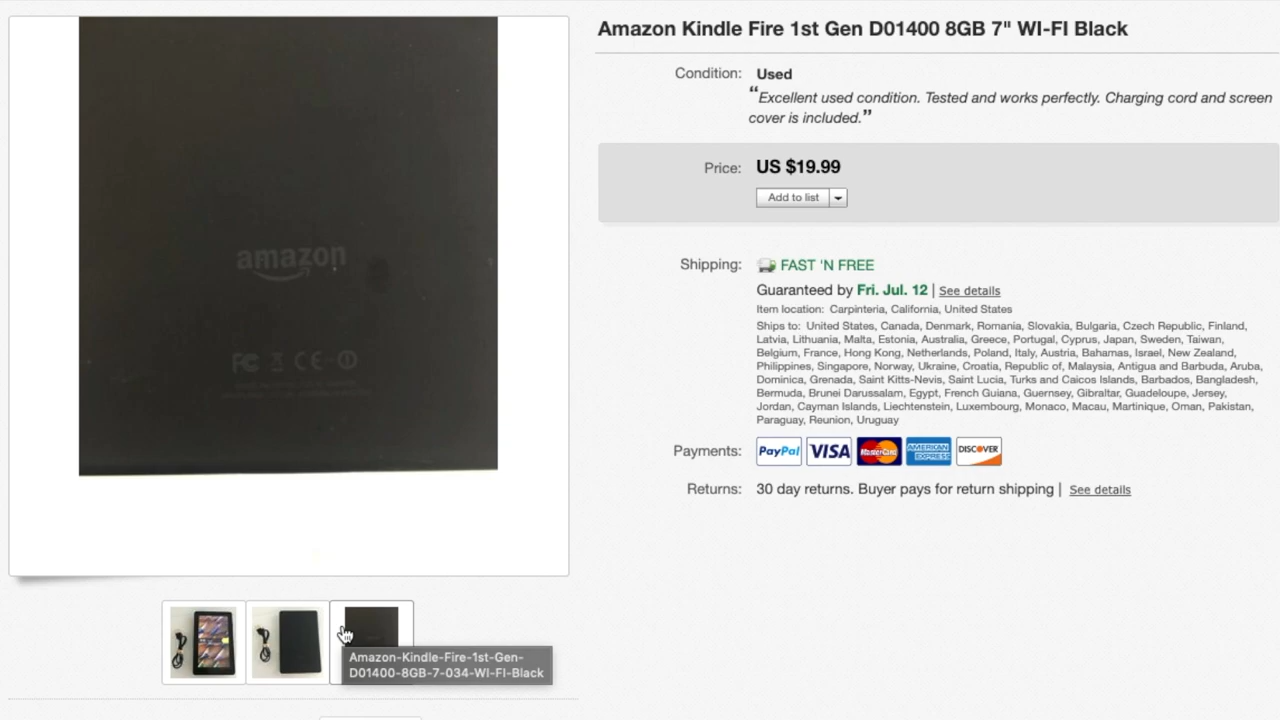 Amazon Kindle Fire 1st Gen D01400 8GB 7" WI-FI Black
Condition: Used
“Excellent used condition. Tested and works perfectly. Charging cord and screen
cover is included.”
Price: US $19.99
Add to list
Shipping: FAST 'N FREE
Guaranteed by Fri. Jul. 12 | See details
Item location: Carpinteria, California, United States
Ships to: United States, Canada, Denmark, Romania, Slovakia, Bulgaria, Czech Republic, Finland,
Latvia, Lithuania, Malta, Estonia, Australia, Greece, Portugal, Cyprus, Japan, Sweden, Taiwan,
Belgium, France, Hong Kong, Netherlands, Poland, Italy, Austria, Bahamas, Israel, New Zealand,
Philippines, Singapore, Norway, Ukraine, Croatia, Republic of, Malaysia, Antigua and Barbuda, Aruba,
Dominica, Grenada, Saint Kitts-Nevis, Saint Lucia, Turks and Caicos Islands, Barbados, Bangladesh,
Bermuda, Brunei Darussalam, Egypt, French Guiana, Guernsey, Gibraltar, Guadeloupe, Jersey,
Jordan, Cayman Islands, Liechtenstein, Luxembourg, Monaco, Macau, Martinique, Oman, Pakistan,
Paraguay, Reunion, Uruguay
Payments: PayPal VISA MasterCard AMERICAN EXPRESS DISCOVER
Returns: 30 day returns. Buyer pays for return shipping | See details
amazon
FC CE
Amazon-Kindle-Fire-1st-Gen-
D01400-8GB-7-034-WI-FI-Black